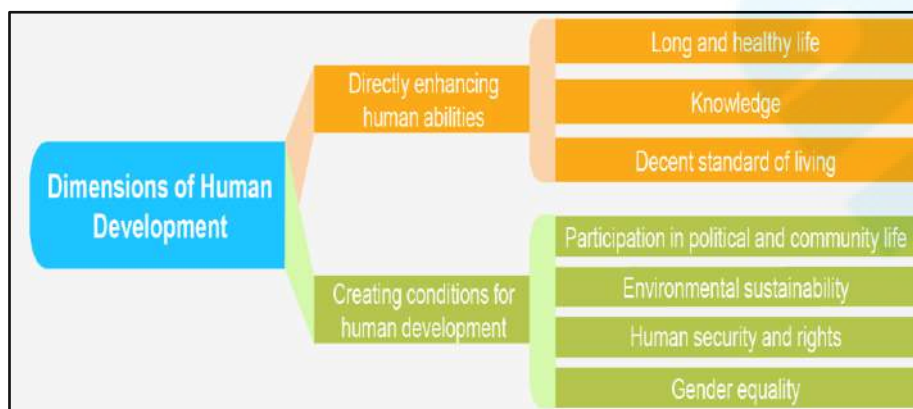 Dimensions of Human
Development
Directly enhancing
human abilities
Long and healthy life
Knowledge
Decent standard of living
Creating conditions for
human development
Participation in political and community life
Environmental sustainability
Human security and rights
Gender equality